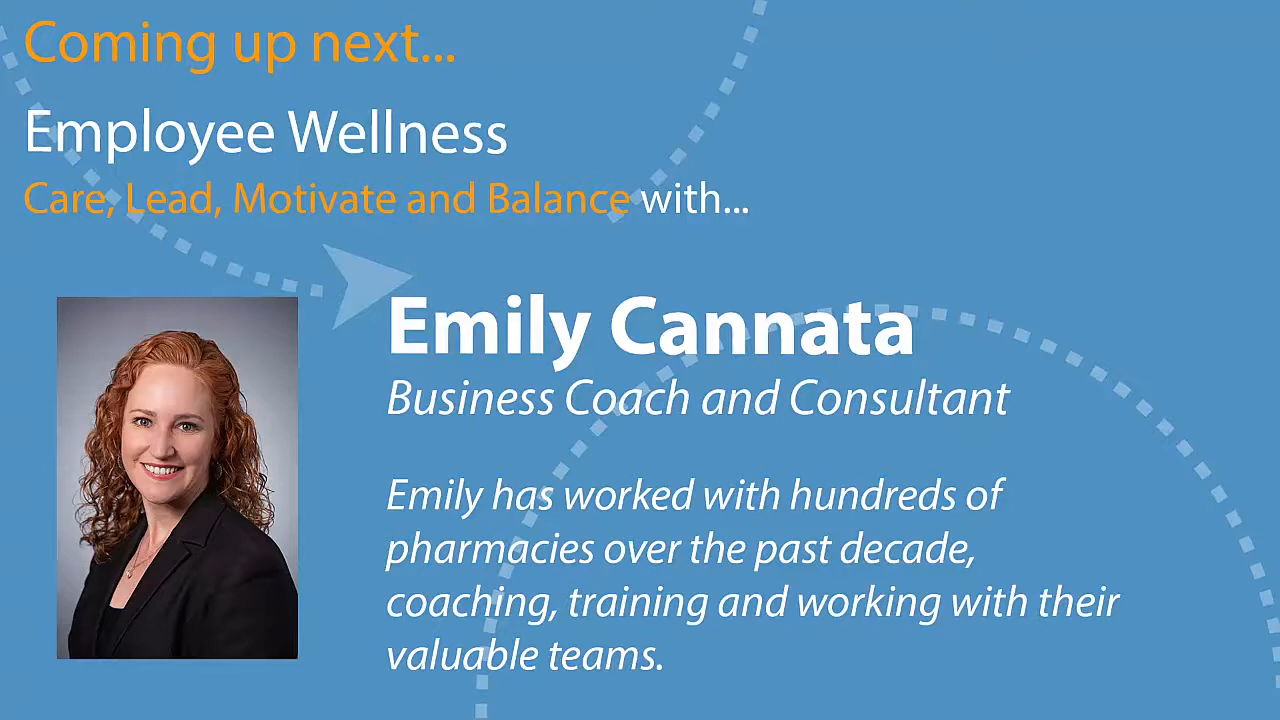 Coming up next...
Employee Wellness
Care, Lead, Motivate and Balance with...
Emily Cannata
Business Coach and Consultant
Emily has worked with hundreds of
pharmacies over the past decade,
coaching, training and working with their
valuable teams.